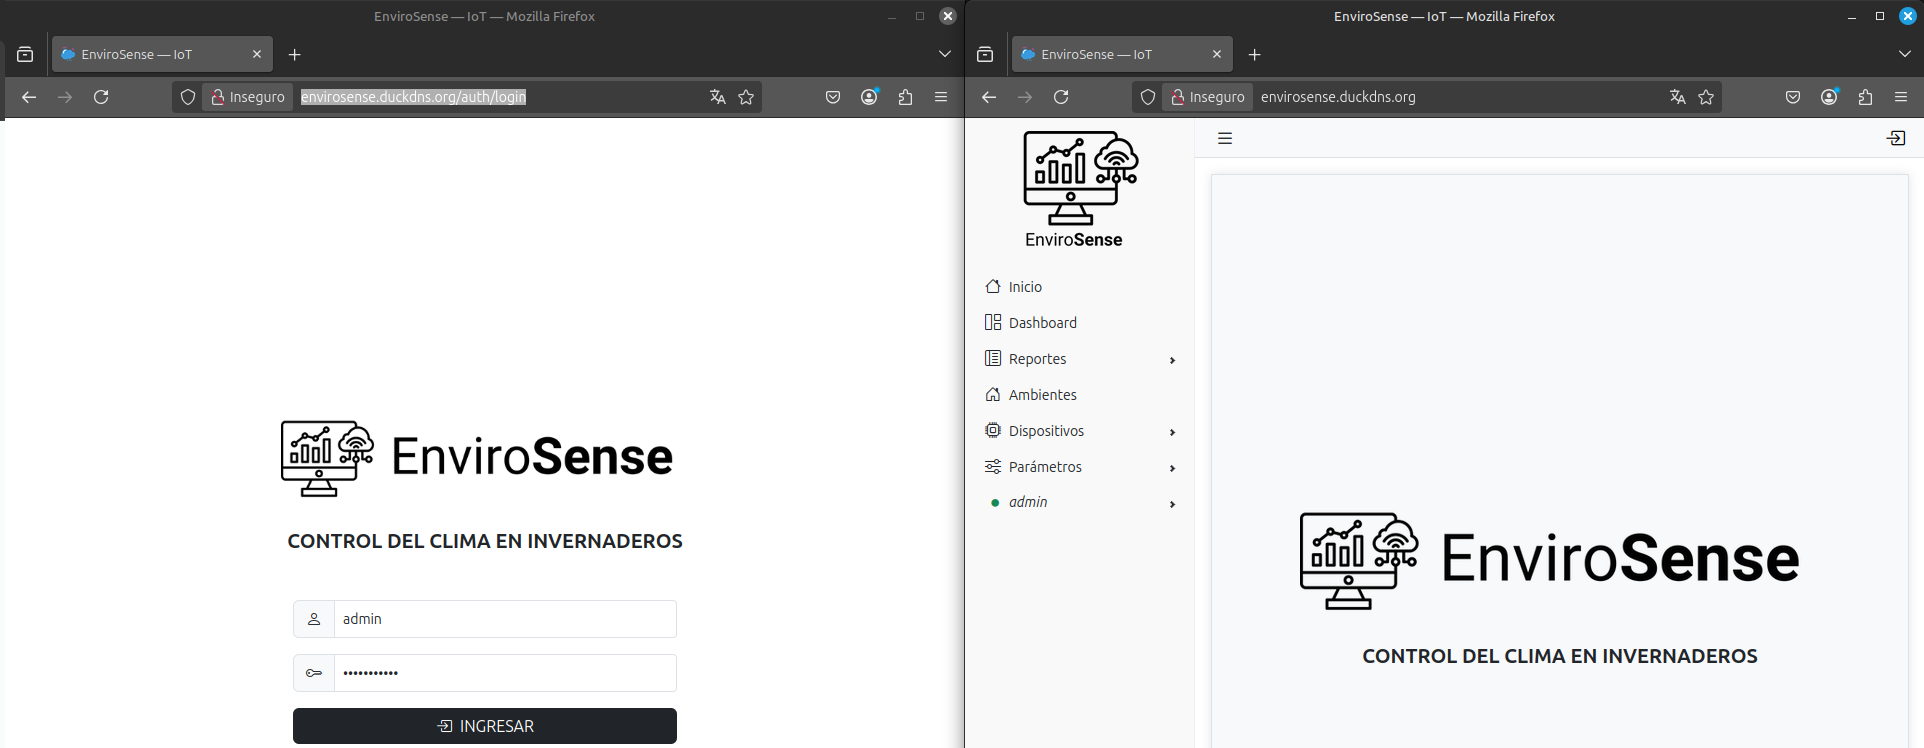 EnviroSense — IoT — Mozilla Firefox
EnviroSense — IoT
Inseguro
envirosense.duckdns.org/auth/login
EnviroSense
CONTROL DEL CLIMA EN INVERNADEROS
admin
•••••••••••
INGRESAR
EnviroSense — IoT — Mozilla Firefox
EnviroSense — IoT
Inseguro
envirosense.duckdns.org
EnviroSense
Inicio
Dashboard
Reportes
Ambientes
Dispositivos
Parámetros
admin
EnviroSense
CONTROL DEL CLIMA EN INVERNADEROS